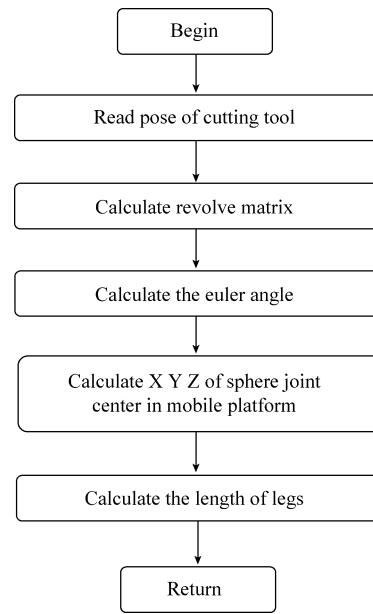 Begin
Read pose of cutting tool
Calculate revolve matrix
Calculate the euler angle
Calculate X Y Z of sphere joint
center in mobile platform
Calculate the length of legs
Return